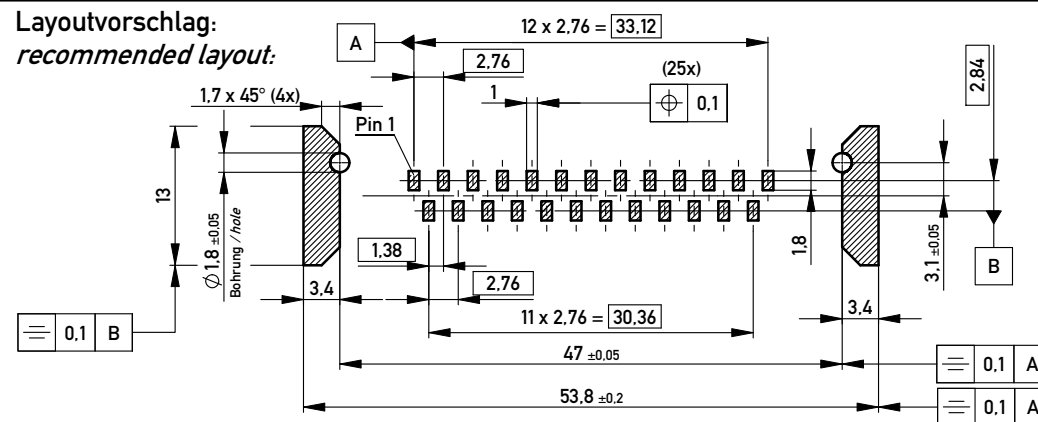 Layoutvorschlag:
recommended layout:
A
12 x 2,76 = 33,12
2,76
(25x)
1
0,1
2,84
1,7 x 45° (4x)
Pin 1
13
Ø1,8 ±0,05
Bohrung / hole
1,8
3,1 ±0,05
B
1,38
2,76
3,4
3,4
0,1 B
11 x 2,76 = 30,36
47 ±0,05
0,1 A
53,8 ±0,2
0,1 A